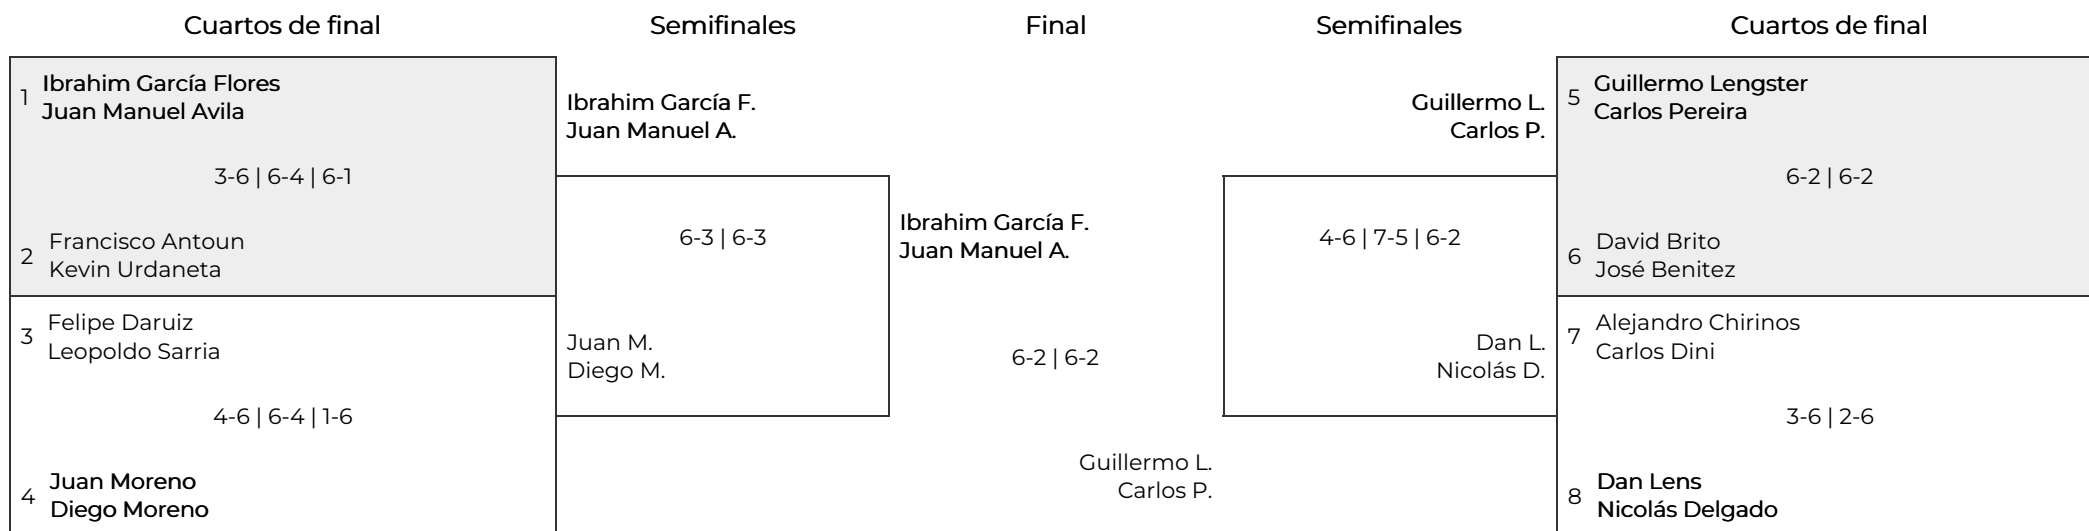 Cuartos de final
Semifinales
Final
Semifinales
Cuartos de final
1
Ibrahim García Flores
Juan Manuel Avila
3-6 | 6-4 | 6-1
2
Francisco Antoun
Kevin Urdaneta
3
Felipe Daruiz
Leopoldo Sarria
4-6 | 6-4 | 1-6
4
Juan Moreno
Diego Moreno
Ibrahim García F.
Juan Manuel A.
6-3 | 6-3
Juan M.
Diego M.
Ibrahim García F.
Juan Manuel A.
6-2 | 6-2
Guillermo L.
Carlos P.
Guillermo L.
Carlos P.
4-6 | 7-5 | 6-2
Dan L.
Nicolás D.
5
Guillermo Lengster
Carlos Pereira
6-2 | 6-2
6
David Brito
José Benitez
7
Alejandro Chirinos
Carlos Dini
3-6 | 2-6
8
Dan Lens
Nicolás Delgado